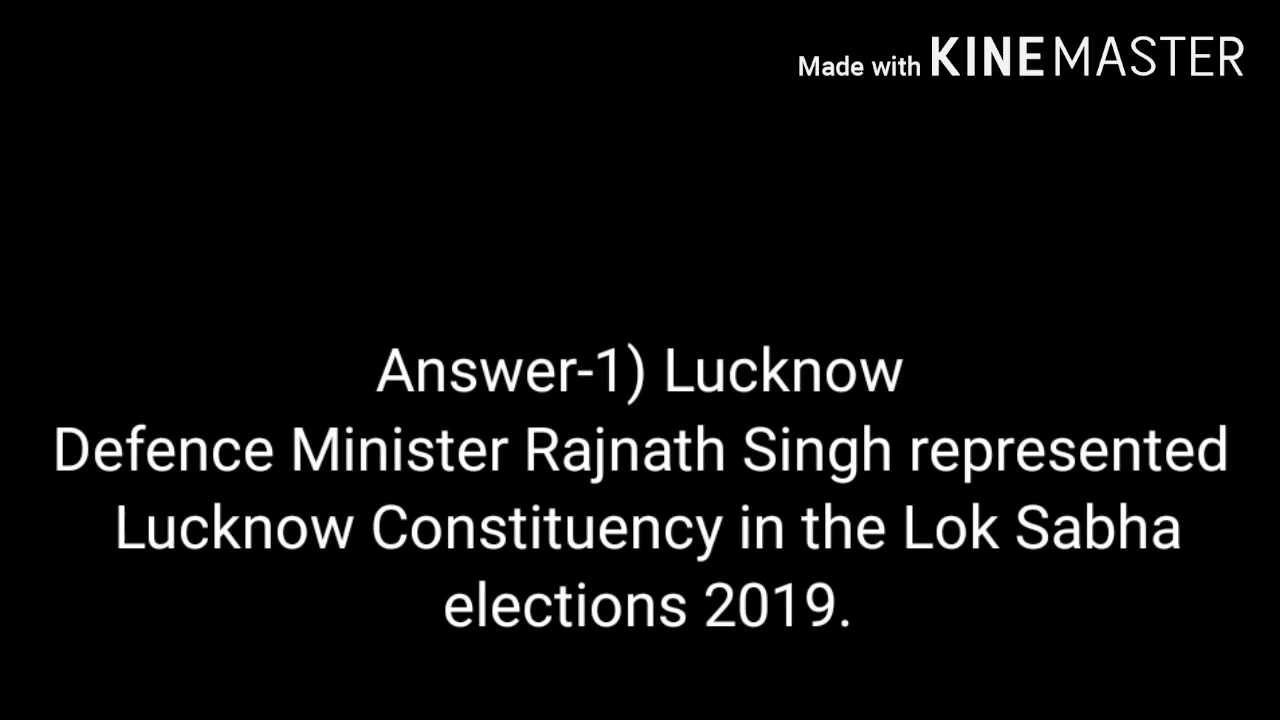 Made with KINEMASTER
Answer-1) Lucknow
Defence Minister Rajnath Singh represented
Lucknow Constituency in the Lok Sabha
elections 2019.